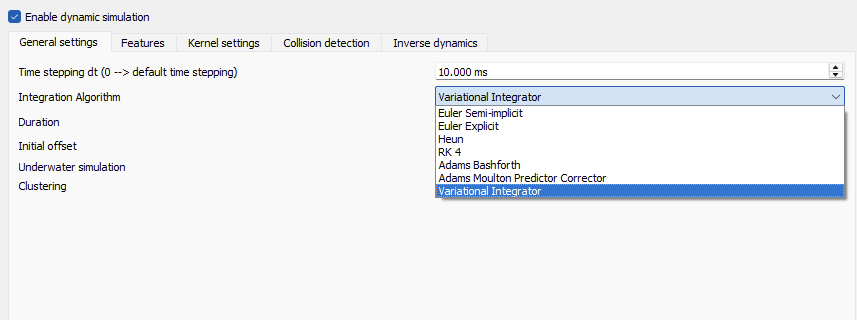 Enable dynamic simulation
General settings Features Kernel settings Collision detection Inverse dynamics
Time stepping dt (0 --> default time stepping) 10.000 ms
Integration Algorithm Variational Integrator
Euler Semi-implicit
Duration
Euler Explicit
Heun
Initial offset
RK 4
Underwater simulation
Adams Bashforth
Adams Moulton Predictor Corrector
Clustering
Variational Integrator